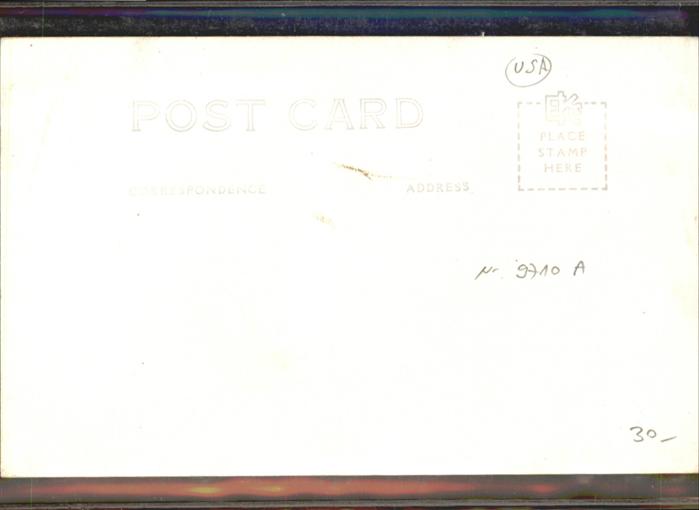 USA
POST CARD
PLACE
STAMP
HERE
CORRESPONDENCE
ADDRESS
Nr. 9710 A
30-